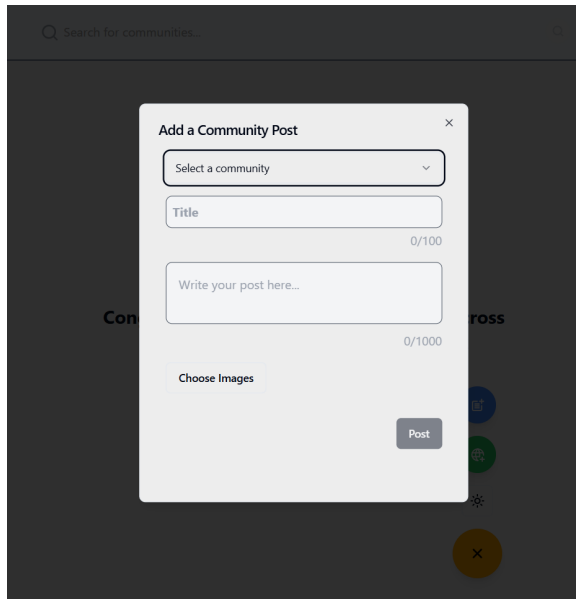 Search for communities...
Add a Community Post
Select a community
Title
0/100
Write your post here...
0/1000
Choose Images
Post